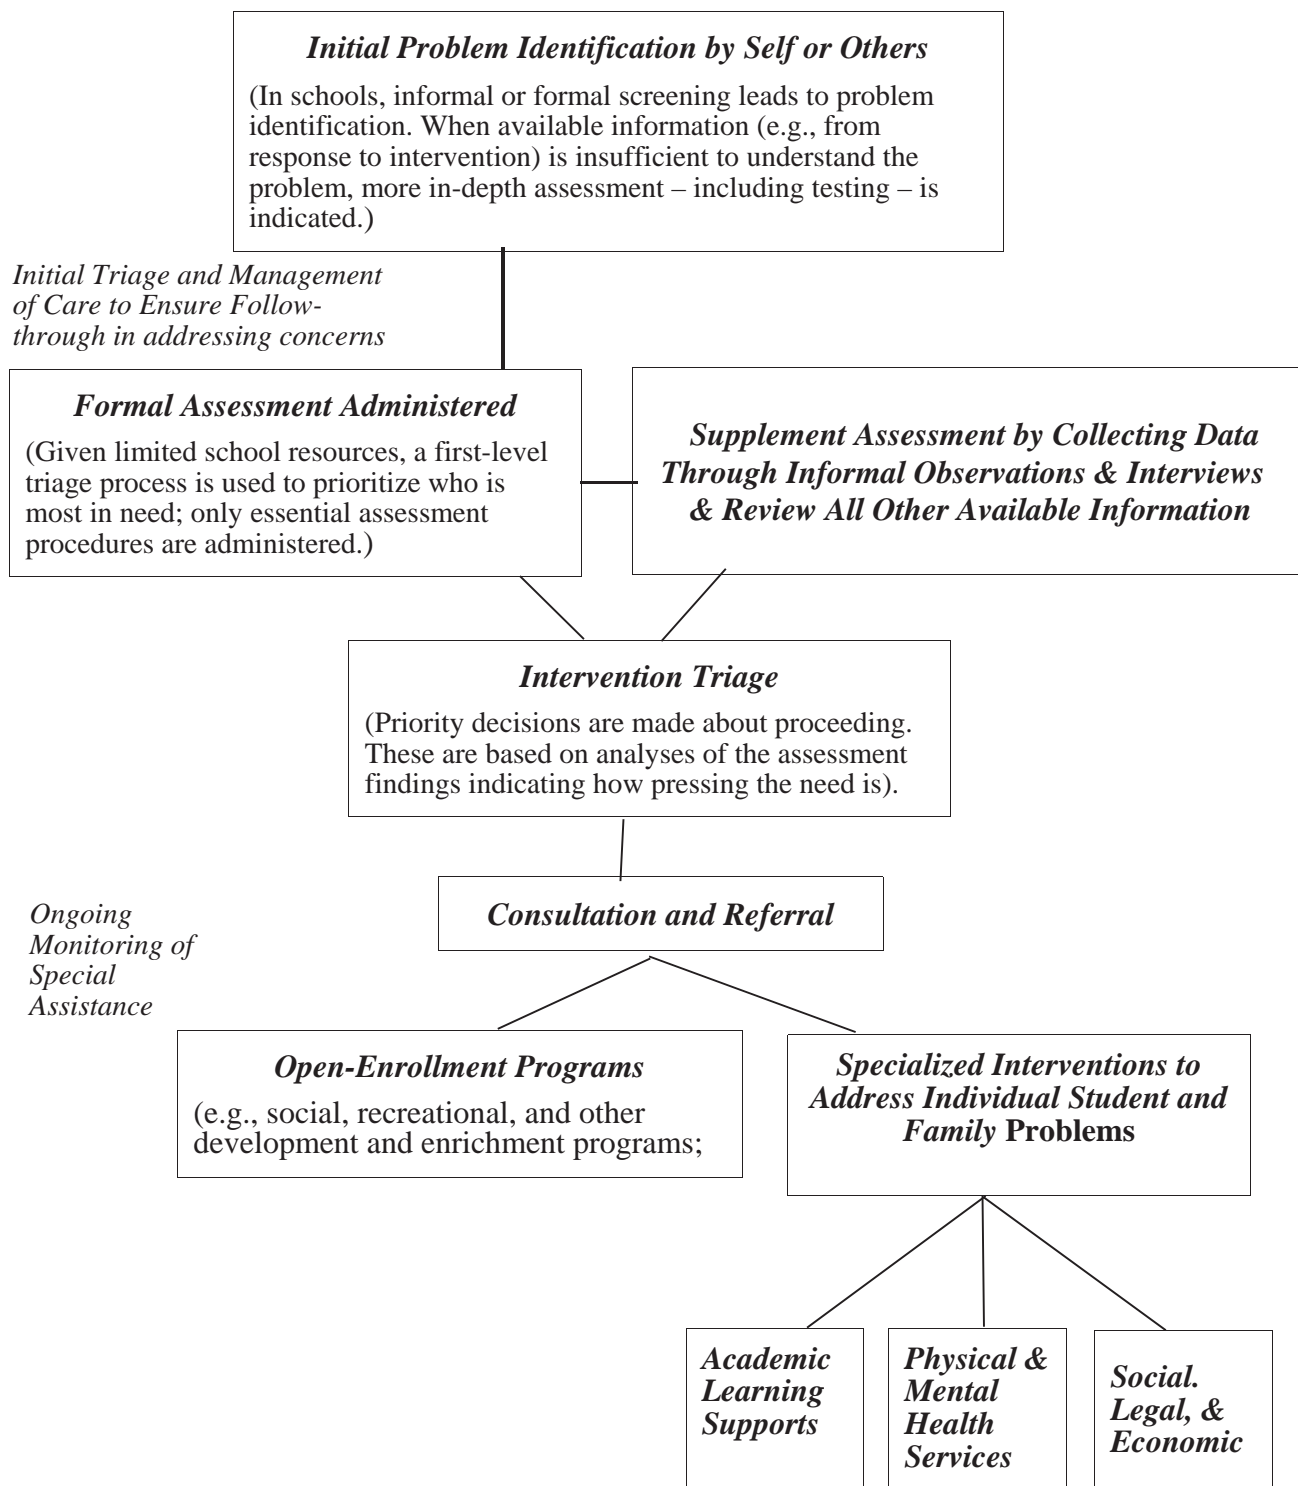 Initial Problem Identification by Self or Others
(In schools, informal or formal screening leads to problem
identification. When available information (e.g., from
response to intervention) is insufficient to understand the
problem, more in-depth assessment – including testing – is
indicated.)
Initial Triage and Management
of Care to Ensure Follow-
through in addressing concerns
Formal Assessment Administered
(Given limited school resources, a first-level
triage process is used to prioritize who is
most in need; only essential assessment
procedures are administered.)
Supplement Assessment by Collecting Data
Through Informal Observations & Interviews
& Review All Other Available Information
Intervention Triage
(Priority decisions are made about proceeding.
These are based on analyses of the assessment
findings indicating how pressing the need is).
Consultation and Referral
Ongoing
Monitoring of
Special
Assistance
Open-Enrollment Programs
(e.g., social, recreational, and other
development and enrichment programs;
Specialized Interventions to
Address Individual Student and
Family Problems
Academic
Learning
Supports
Physical &
Mental
Health
Services
Social.
Legal, &
Economic